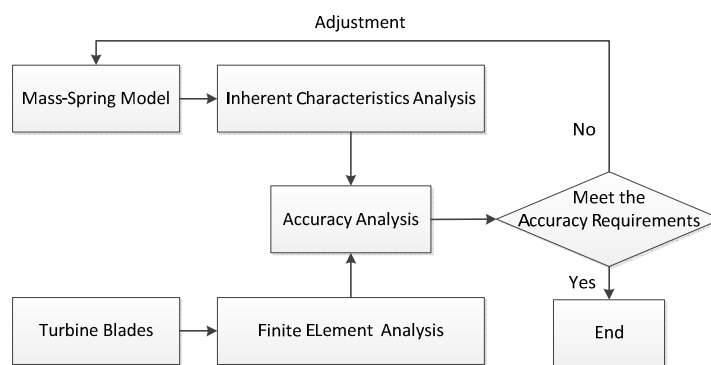 Adjustment
Mass-Spring Model
Inherent Characteristics Analysis
No
Accuracy Analysis
Meet the
Accuracy Requirements
Yes
Turbine Blades
Finite ELement Analysis
End